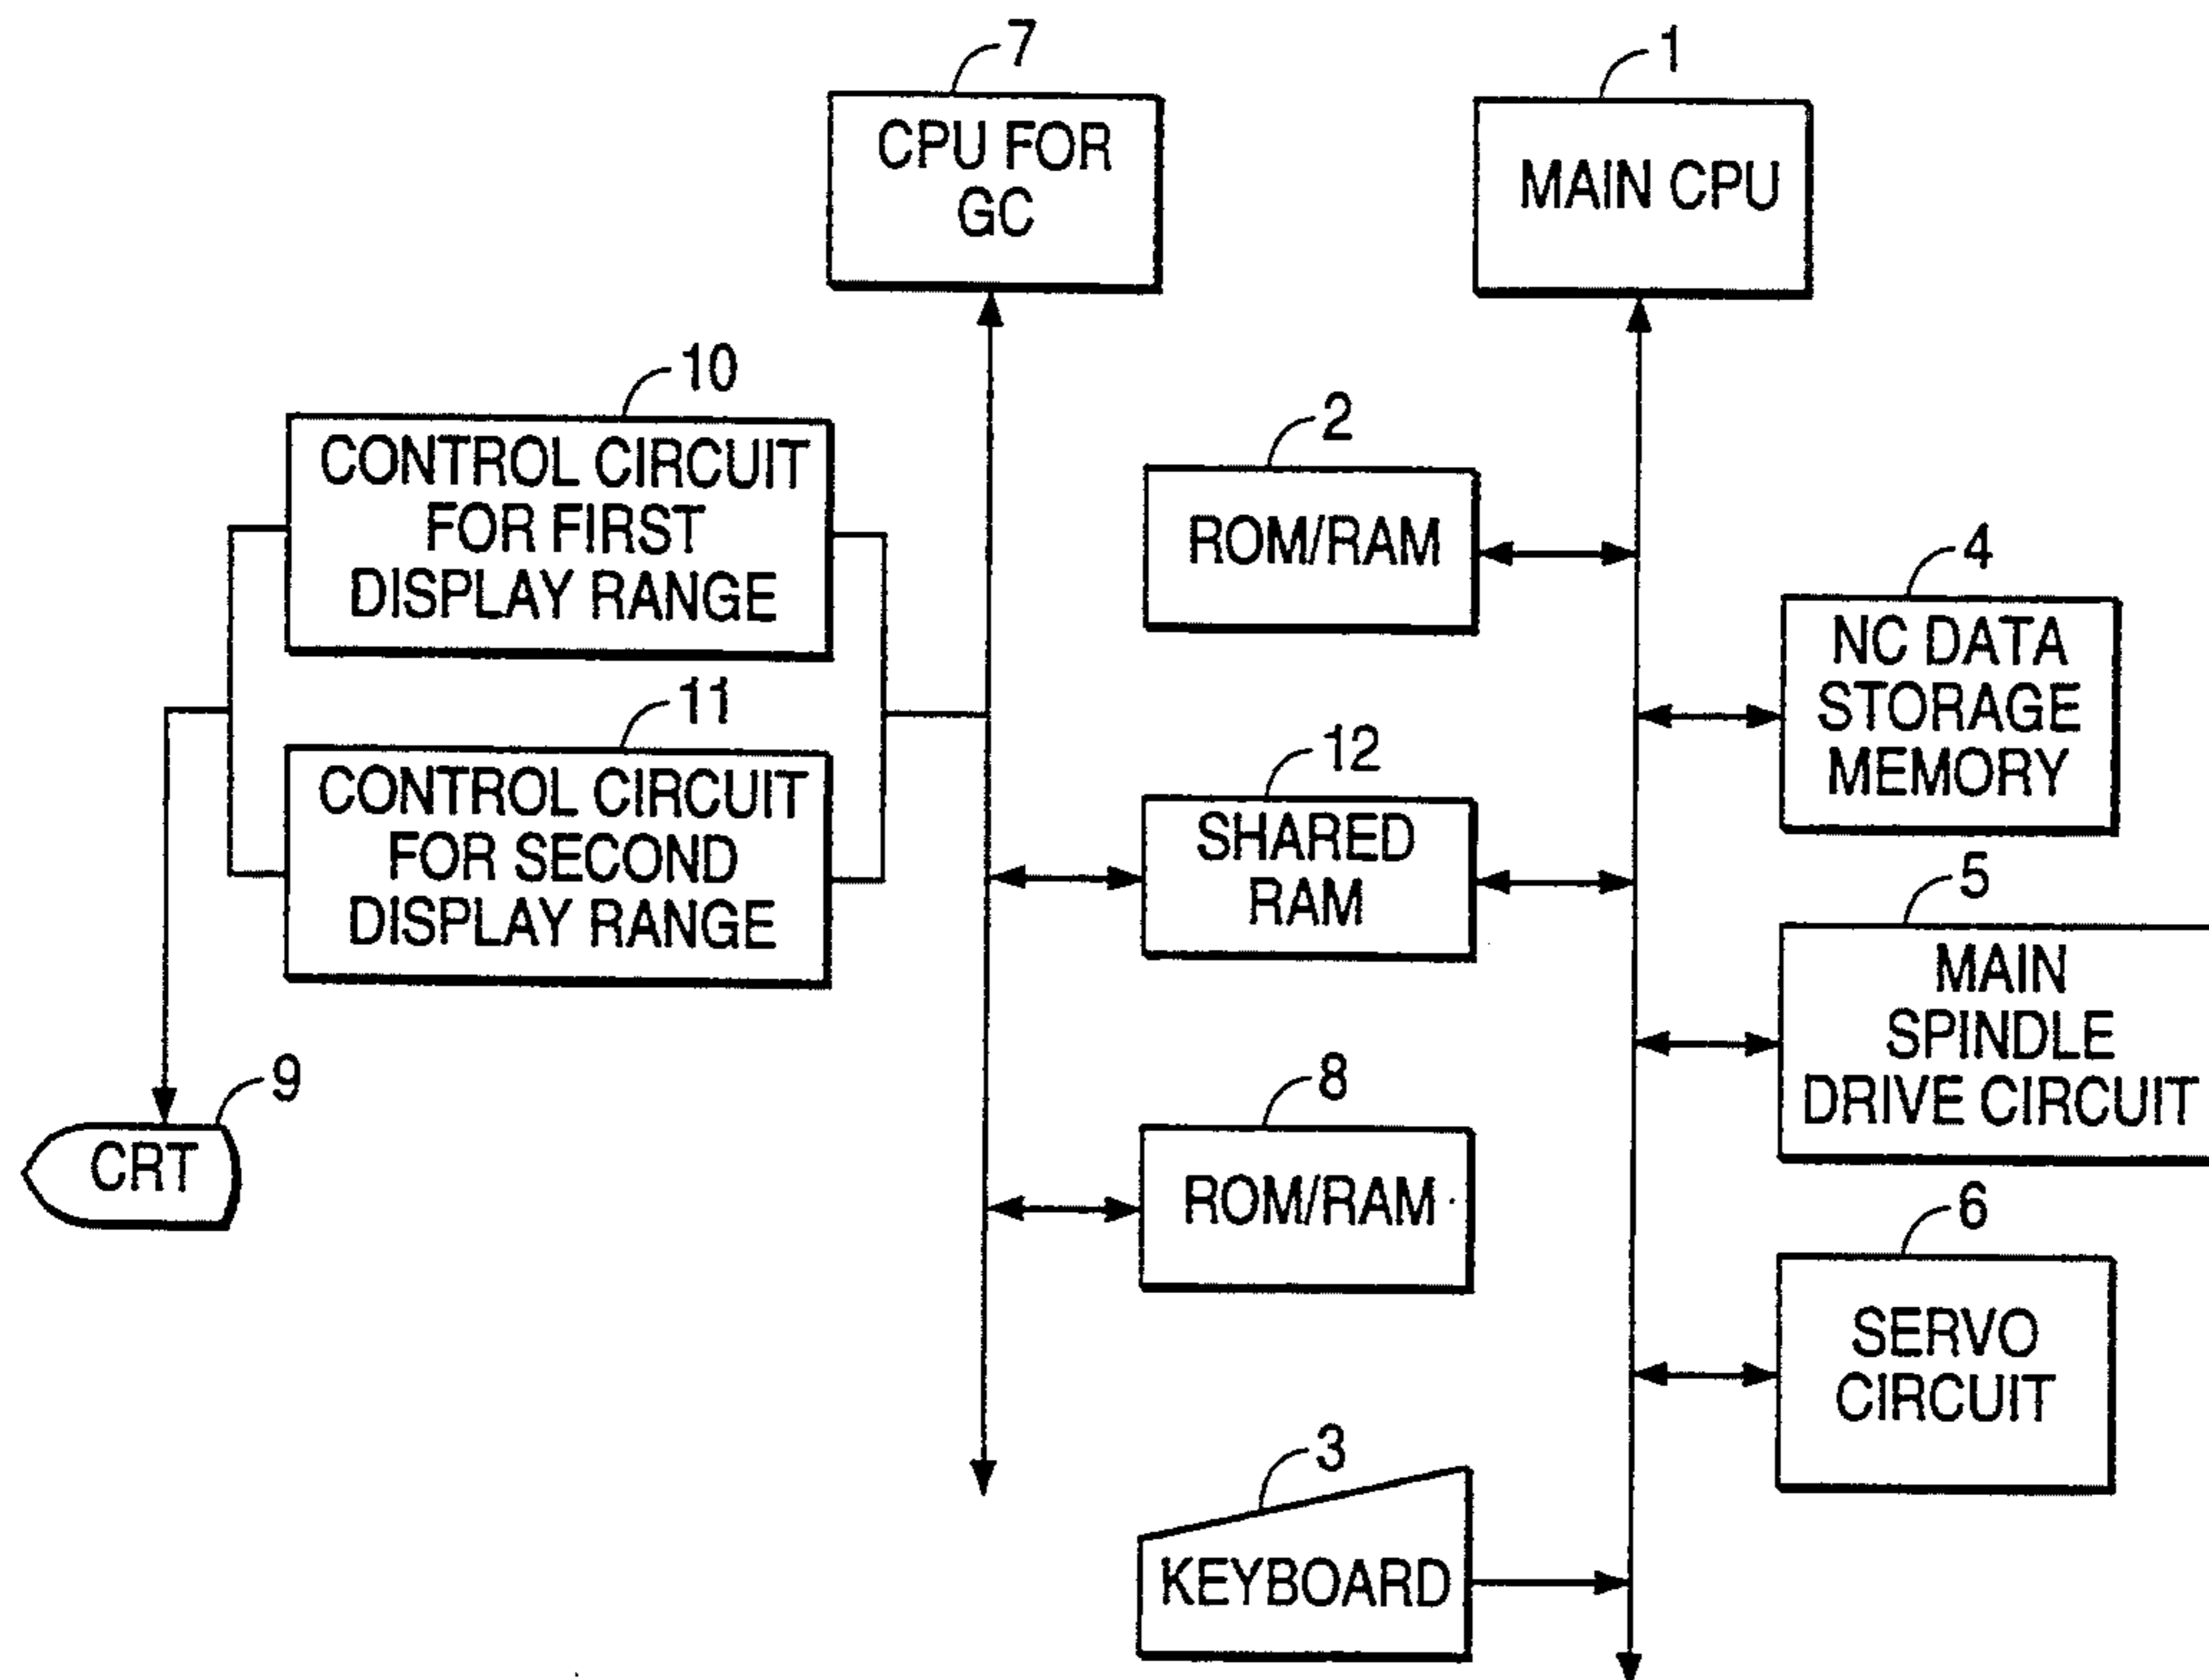 7
CPU FOR
GC
1
MAIN CPU
10
CONTROL CIRCUIT
FOR FIRST
DISPLAY RANGE
2
ROM/RAM
4
NC DATA
STORAGE
MEMORY
11
CONTROL CIRCUIT
FOR SECOND
DISPLAY RANGE
12
SHARED
RAM
5
MAIN
SPINDLE
DRIVE CIRCUIT
9
CRT
8
ROM/RAM
6
SERVO
CIRCUIT
3
KEYBOARD